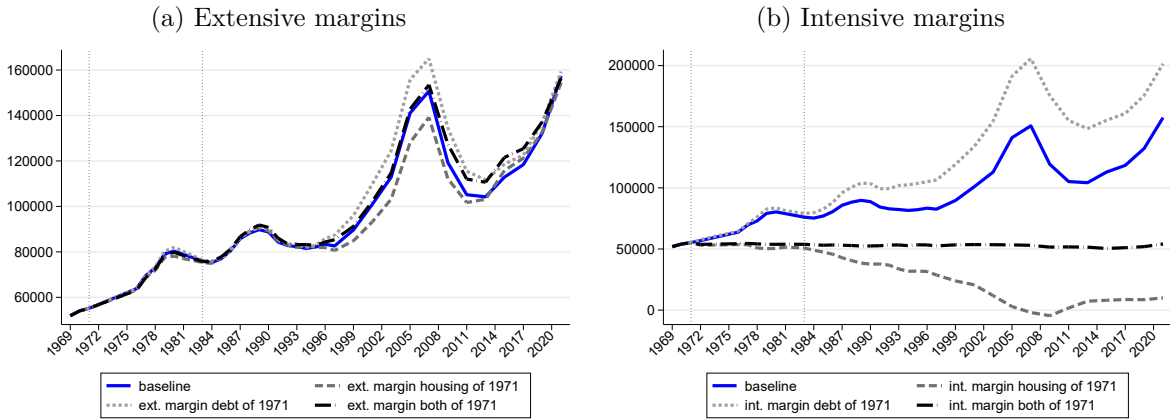 (a) Extensive margins
160000
140000
120000
100000
80000
60000
1969 1972 1975 1978 1981 1984 1987 1990 1993 1996 1999 2002 2005 2008 2011 2014 2017 2020
baseline
ext. margin housing of 1971
ext. margin debt of 1971
ext. margin both of 1971
(b) Intensive margins
200000
150000
100000
50000
0
1969 1972 1975 1978 1981 1984 1987 1990 1993 1996 1999 2002 2005 2008 2011 2014 2017 2020
baseline
int. margin housing of 1971
int. margin debt of 1971
int. margin both of 1971